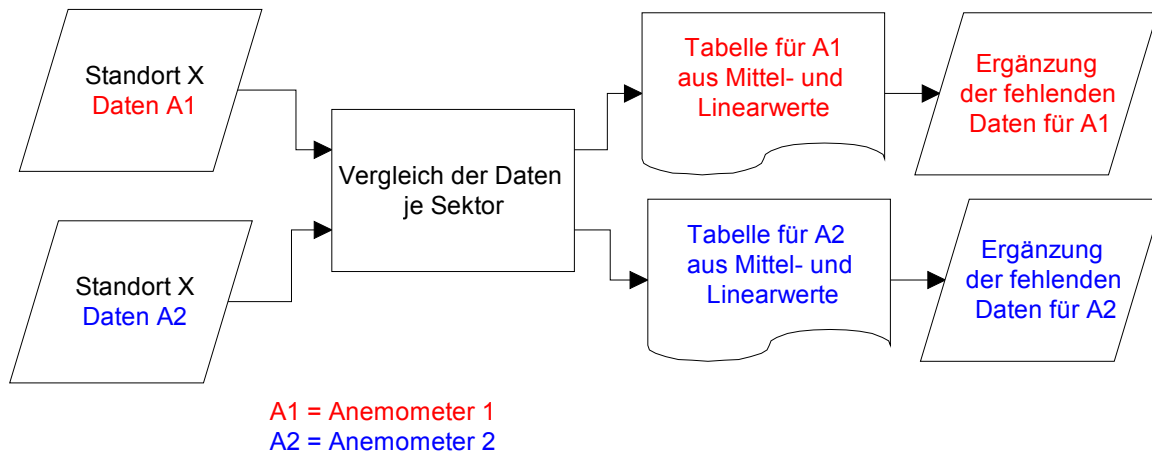 Standort X
Daten A1
Standort X
Daten A2
Vergleich der Daten
je Sektor
Tabelle für A1
aus Mittel- und
Linearwerte
Ergänzung
der fehlenden
Daten für A1
Tabelle für A2
aus Mittel- und
Linearwerte
Ergänzung
der fehlenden
Daten für A2
A1 = Anemometer 1
A2 = Anemometer 2